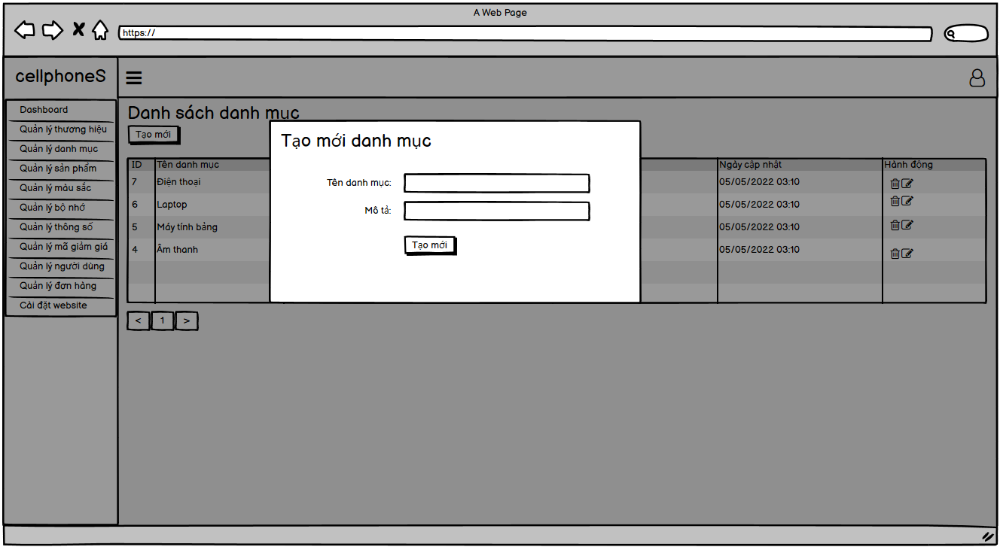 A Web Page
https://
cellphoneS
Dashboard
Quản lý thương hiệu
Quản lý danh mục
Quản lý sản phẩm
Quản lý màu sắc
Quản lý bộ nhớ
Quản lý thông số
Quản lý mã giảm giá
Quản lý người dùng
Quản lý đơn hàng
Cài đặt website
Danh sách danh mục
Tạo mới
ID Tên danh mục Ngày cập nhật Hành động
7 Điện thoại 05/05/2022 03:10
6 Laptop 05/05/2022 03:10
5 Máy tính bảng 05/05/2022 03:10
4 Âm thanh 05/05/2022 03:10
< 1 >
Tạo mới danh mục
Tên danh mục:
Mô tả:
Tạo mới